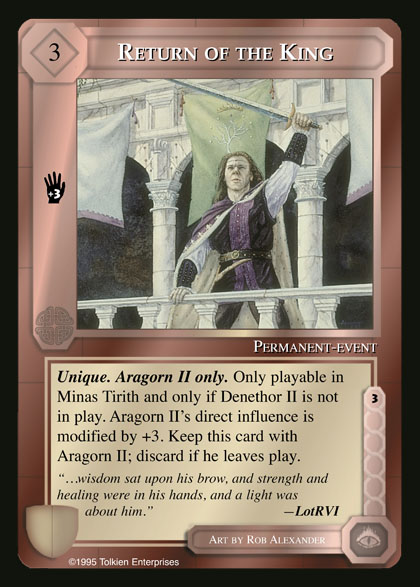 3
RETURN OF THE KING
+3
PERMANENT-EVENT
Unique. Aragorn II only. Only playable in
Minas Tirith and only if Denethor II is not
in play. Aragorn II's direct influence is
modified by +3. Keep this card with
Aragorn II; discard if he leaves play.
3
“…wisdom sat upon his brow, and strength and
healing were in his hands, and a light was
about him.” —LotRVI
ART BY ROB ALEXANDER
©1995 Tolkien Enterprises